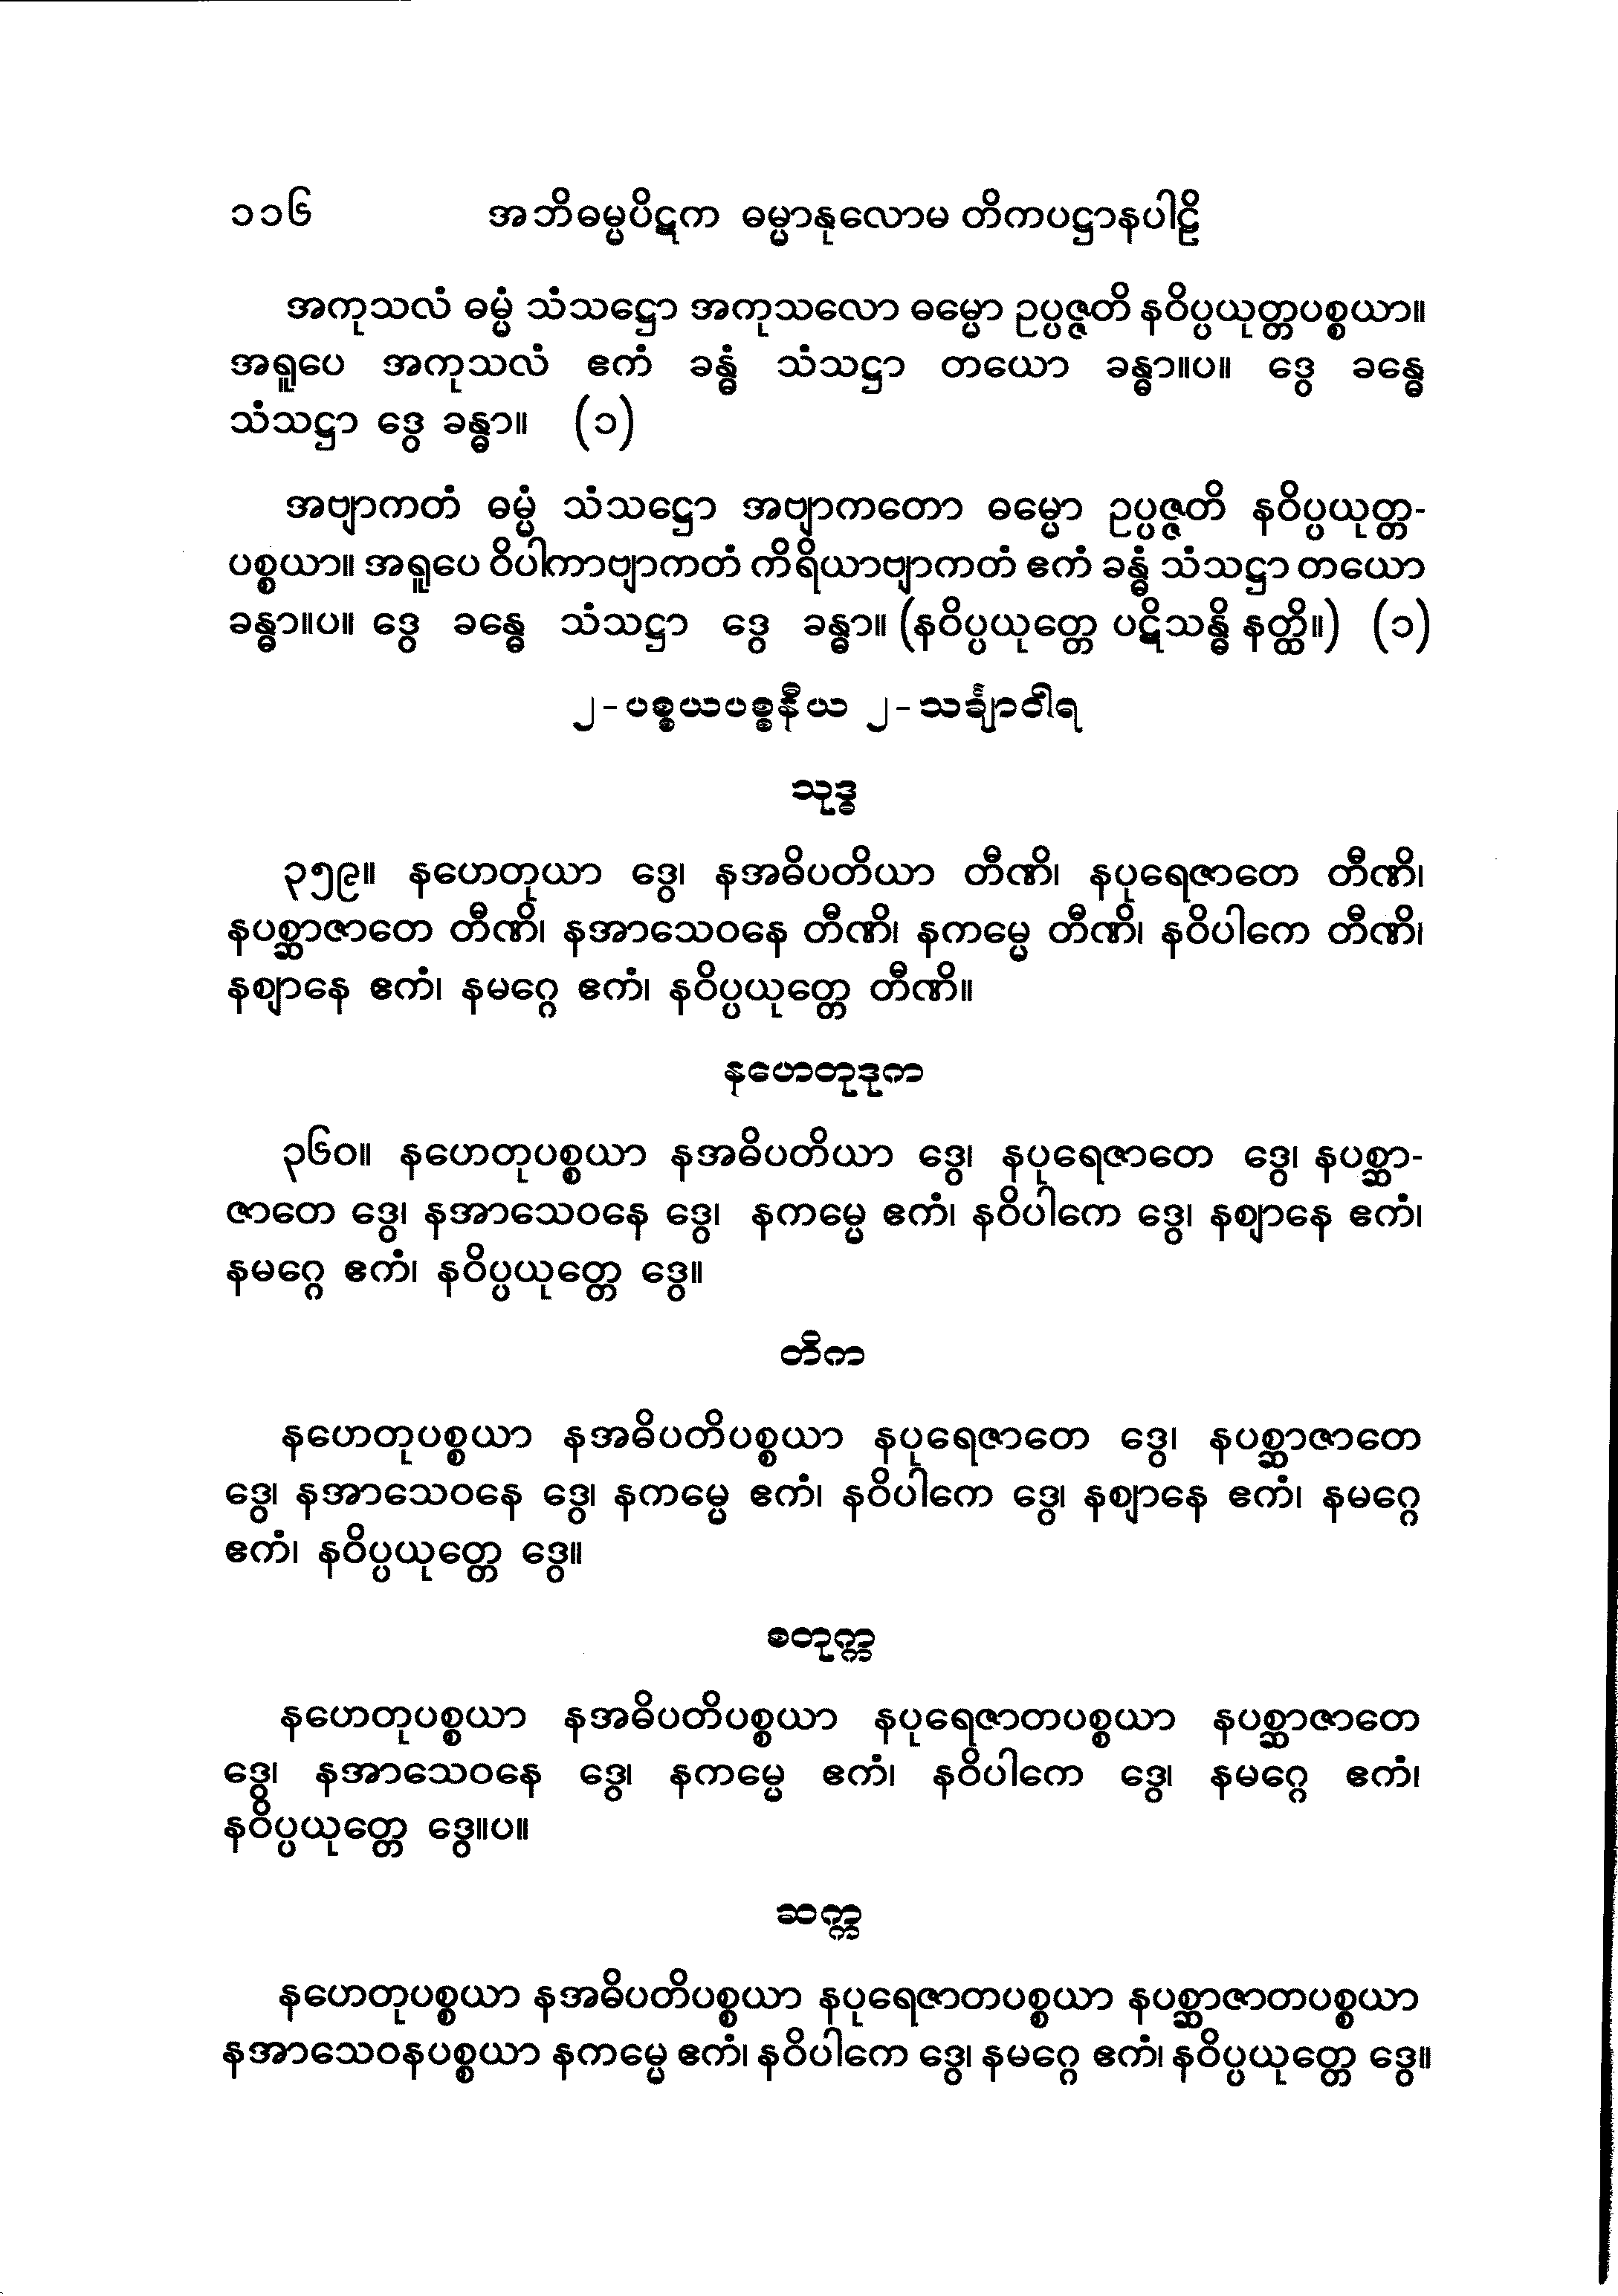 ၁၁၆ အဘိဓမ္မပိဋက ဓမ္မာနုလောမ တိကပဋ္ဌာနပါဠိ
အကုသလံ ဓမ္မံ သံသဋ္ဌော အကုသလော ဓမ္မော ဥပ္ပဇ္ဇတိ နဝိပ္ပယုတ္တပစ္စယာ။
အရူပေ အကုသလံ ဧကံ ခန္ဓံ သံသဋ္ဌာ တယော ခန္ဓာ။ပ။ ဒွေ ခန္ဓေ
သံသဋ္ဌာ ဒွေ ခန္ဓာ။ (၁)
အဗျာကတံ ဓမ္မံ သံသဋ္ဌော အဗျာကတော ဓမ္မော ဥပ္ပဇ္ဇတိ နဝိပ္ပယုတ္တ-
ပစ္စယာ။ အရူပေ ဝိပါကာဗျာကတံ ကိရိယာဗျာကတံ ဧကံ ခန္ဓံ သံသဋ္ဌာ တယော
ခန္ဓာ။ပ။ ဒွေ ခန္ဓေ သံသဋ္ဌာ ဒွေ ခန္ဓာ။ (နဝိပ္ပယုတ္တေ ပဋိသန္ဓိ နတ္ထိ။) (၁)
၂-ပစ္စယပစ္စနီယ ၂-သင်္ချာဝါရ
သုဒ္ဓ
၃၅၉။ နဟေတုယာ ဒွေ၊ နအဓိပတိယာ တီဏိ၊ နပုရေဇာတေ တီဏိ၊
နပစ္ဆာဇာတေ တီဏိ၊ နအာသေဝနေ တီဏိ၊ နကမ္မေ တီဏိ၊ နဝိပါကေ တီဏိ၊
နဈာနေ ဧကံ၊ နမဂ္ဂေ ဧကံ၊ နဝိပ္ပယုတ္တေ တီဏိ။
နဟေတုဒုက
၃၆၀။ နဟေတုပစ္စယာ နအဓိပတိယာ ဒွေ၊ နပုရေဇာတေ ဒွေ၊ နပစ္ဆာ-
ဇာတေ ဒွေ၊ နအာသေဝနေ ဒွေ၊ နကမ္မေ ဧကံ၊ နဝိပါကေ ဒွေ၊ နဈာနေ ဧကံ၊
နမဂ္ဂေ ဧကံ၊ နဝိပ္ပယုတ္တေ ဒွေ။
တိက
နဟေတုပစ္စယာ နအဓိပတိပစ္စယာ နပုရေဇာတေ ဒွေ၊ နပစ္ဆာဇာတေ
ဒွေ၊ နအာသေဝနေ ဒွေ၊ နကမ္မေ ဧကံ၊ နဝိပါကေ ဒွေ၊ နဈာနေ ဧကံ၊ နမဂ္ဂေ
ဧကံ၊ နဝိပ္ပယုတ္တေ ဒွေ။
စတုက္က
နဟေတုပစ္စယာ နအဓိပတိပစ္စယာ နပုရေဇာတပစ္စယာ နပစ္ဆာဇာတေ
ဒွေ၊ နအာသေဝနေ ဒွေ၊ နကမ္မေ ဧကံ၊ နဝိပါကေ ဒွေ၊ နမဂ္ဂေ ဧကံ၊
နဝိပ္ပယုတ္တေ ဒွေ။ပ။
ဆက္က
နဟေတုပစ္စယာ နအဓိပတိပစ္စယာ နပုရေဇာတပစ္စယာ နပစ္ဆာဇာတပစ္စယာ
နအာသေဝနပစ္စယာ နကမ္မေ ဧကံ၊ နဝိပါကေ ဒွေ၊ နမဂ္ဂေ ဧကံ၊ နဝိပ္ပယုတ္တေ ဒွေ။